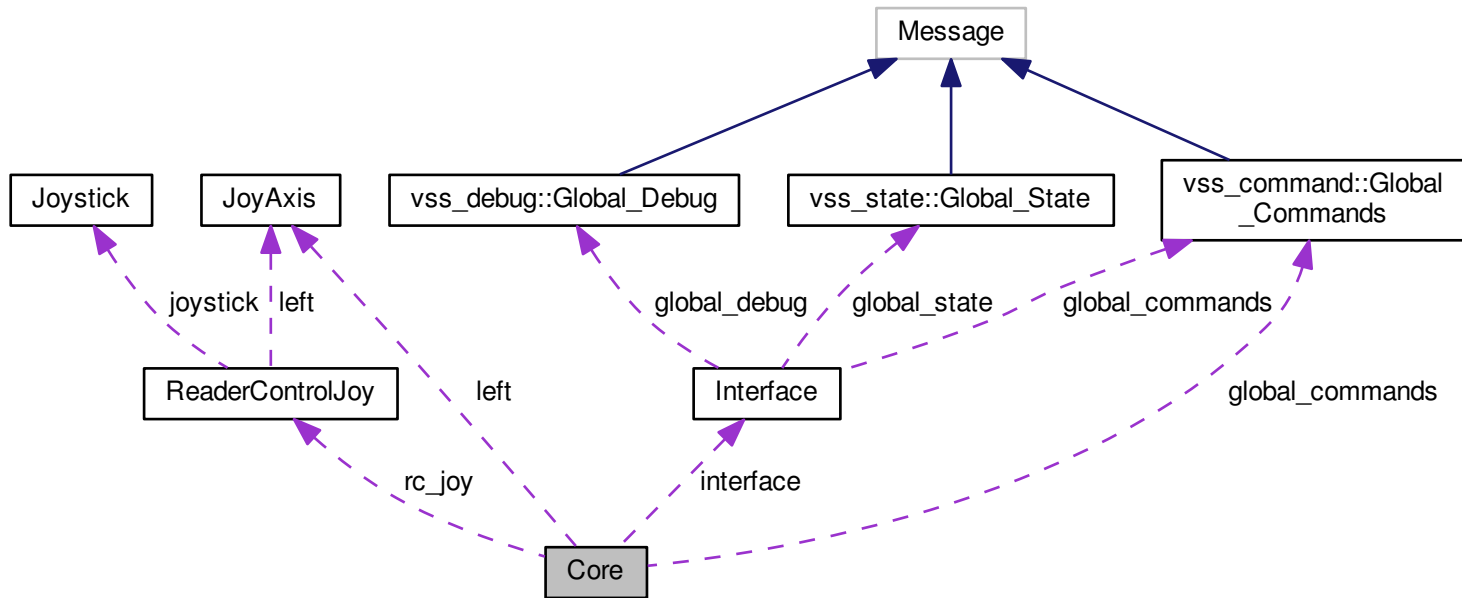 Message
Joystick
JoyAxis
vss_debug::Global_Debug
vss_state::Global_State
vss_command::Global
_Commands
joystick
left
global_debug
global_state
global_commands
ReaderControlJoy
left
Interface
global_commands
rc_joy
interface
Core